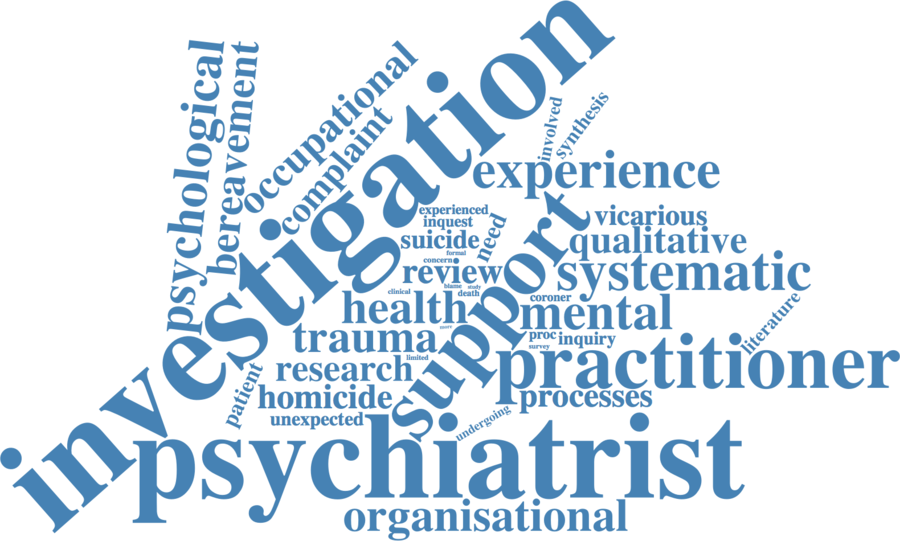 investigation
psychological
bereavement
occupational
complaint
involved
synthesis
experience
experienced
inquest
suicide
formal
need
vicarious
qualitative
concern
review
support
systematic
clinical
blame
study
death
coroner
health
mental
literature
trauma
proc
inquiry
survey
limited
practitioner
research
patient
homicide
processes
unexpected
undergoing
psychiatrist
organisational